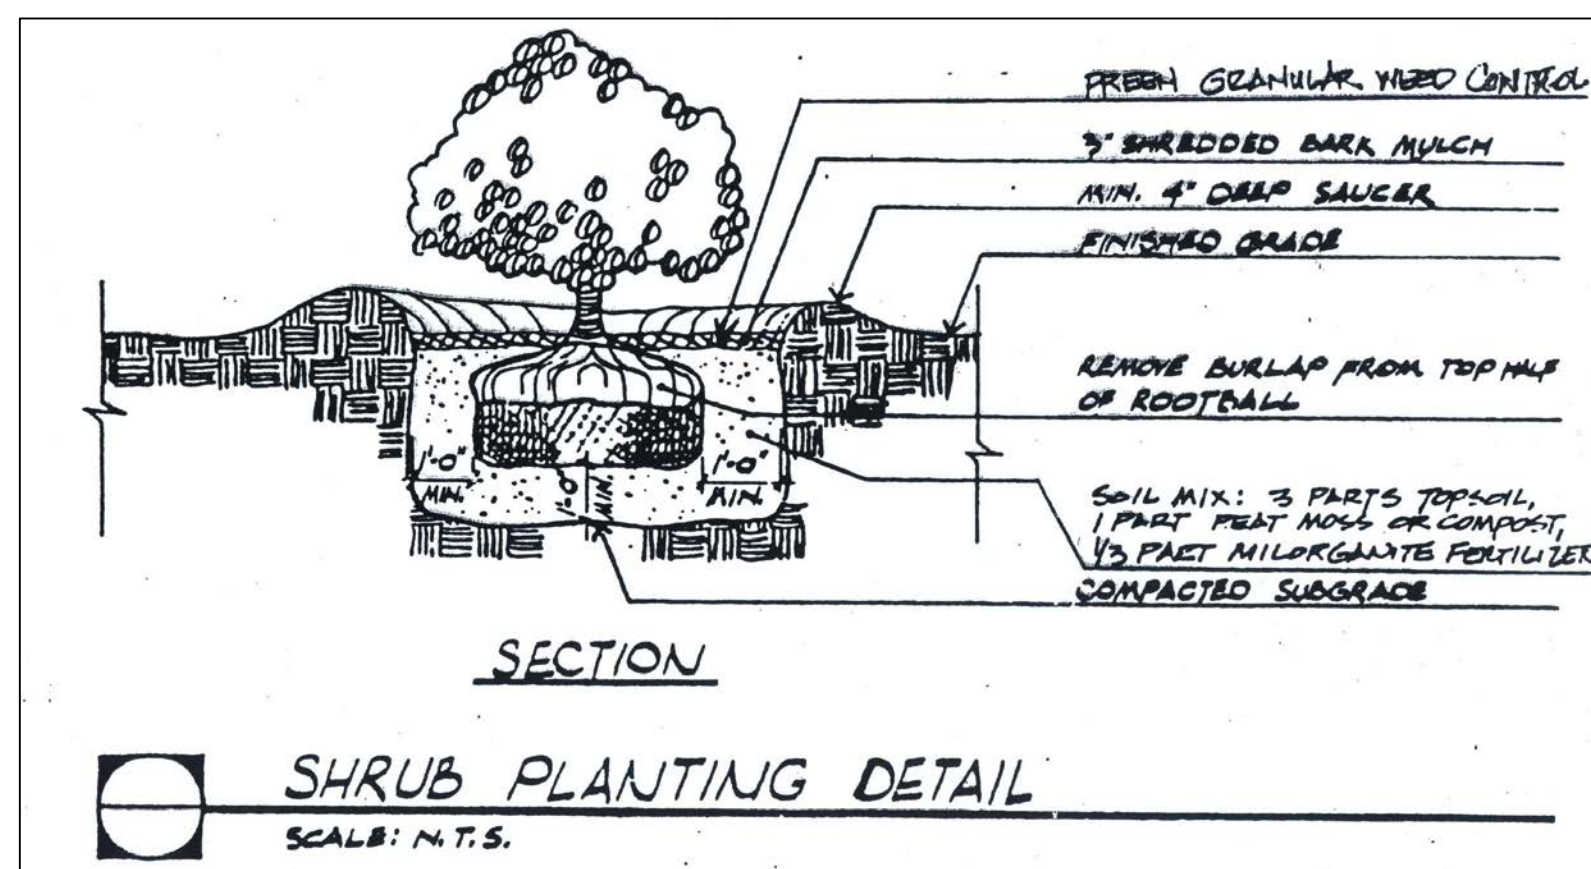 PREEN GRANULAR WEED CONTROL
3" SHREDDED BARK MULCH
MIN. 4" DEEP SAUCER
FINISHED GRADE
REMOVE BURLAP FROM TOP HALF
OF ROOTBALL
1'-0"
MIN.
1'-0"
MIN.
1'-0"
MIN.
SOIL MIX: 3 PARTS TOPSOIL,
1 PART PEAT MOSS OR COMPOST,
1/3 PART MILORGANITE FERTILIZER
COMPACTED SUBGRADE
SECTION
SHRUB PLANTING DETAIL
SCALE: N.T.S.